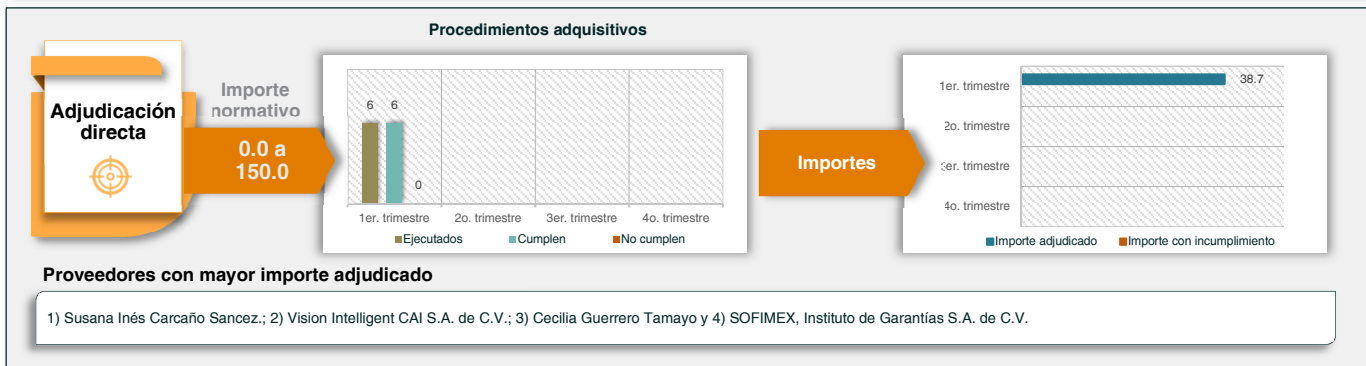 Adjudicación
directa
Importe
normativo
0.0 a
150.0
Procedimientos adquisitivos
6 6
0
1er. trimestre 2o. trimestre 3er. trimestre 4o. trimestre
Ejecutados Cumplen No cumplen
Importes
1er. trimestre 38.7
2o. trimestre
3er. trimestre
4o. trimestre
Importe adjudicado Importe con incumplimiento
Proveedores con mayor importe adjudicado
1) Susana Inés Carcaño Sancez.; 2) Vision Intelligent CAI S.A. de C.V.; 3) Cecilia Guerrero Tamayo y 4) SOFIMEX, Instituto de Garantías S.A. de C.V.